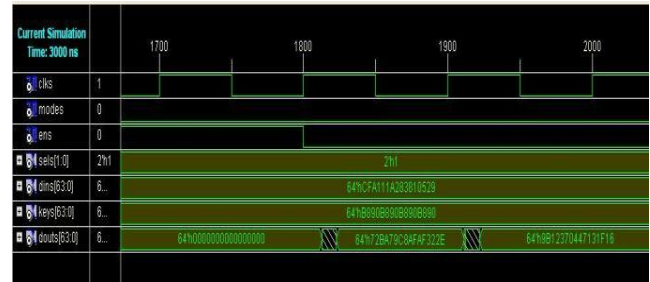 Current Simulation
Time: 3000 ns
1700 1800 1900 2000
clks 1
modes 0
ens 0
sels[1:0] 2'h1 2'h1
dins[63:0] 6... 64'hCFA111A283810529
keys[63:0] 6... 64'hB890B890B890B890
douts[63:0] 6... 64'h0000000000000000 64'h72BA79C8AFAF322E 64'h9B12370447131F16